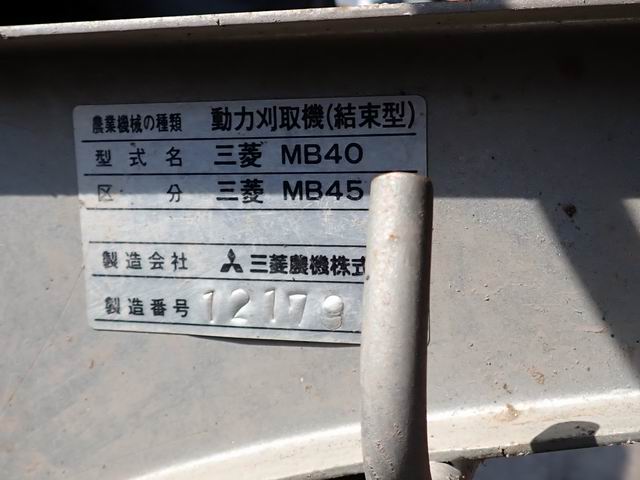 農業機械の種類 動力刈取機(結束型)
型式名 三菱 MB40
区分 三菱 MB45
製造会社 三菱農機株式
製造番号 12179